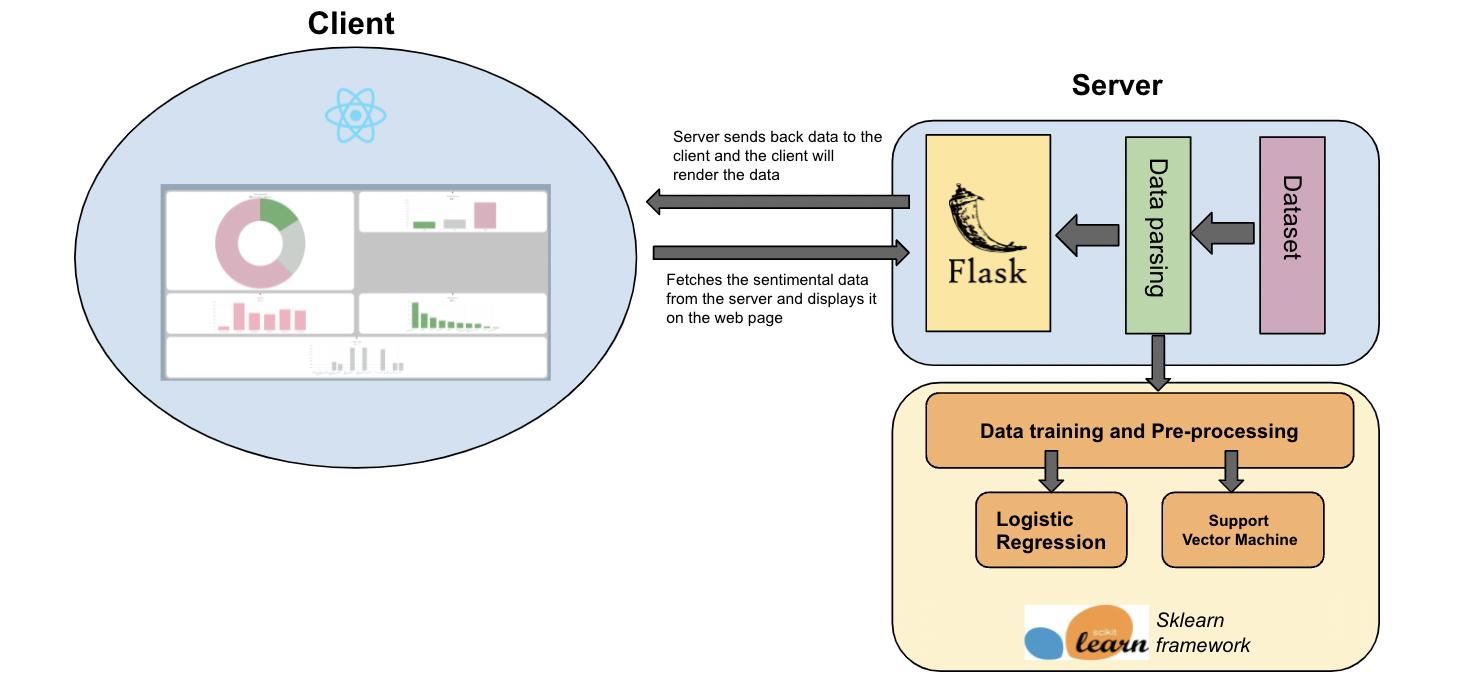 Client
Server
Server sends back data to the
client and the client will
render the data
Fetches the sentimental data
from the server and displays it
on the web page
Flask
Data parsing
Dataset
Data training and Pre-processing
Logistic
Regression
Support
Vector Machine
scikit
learn
Sklearn
framework